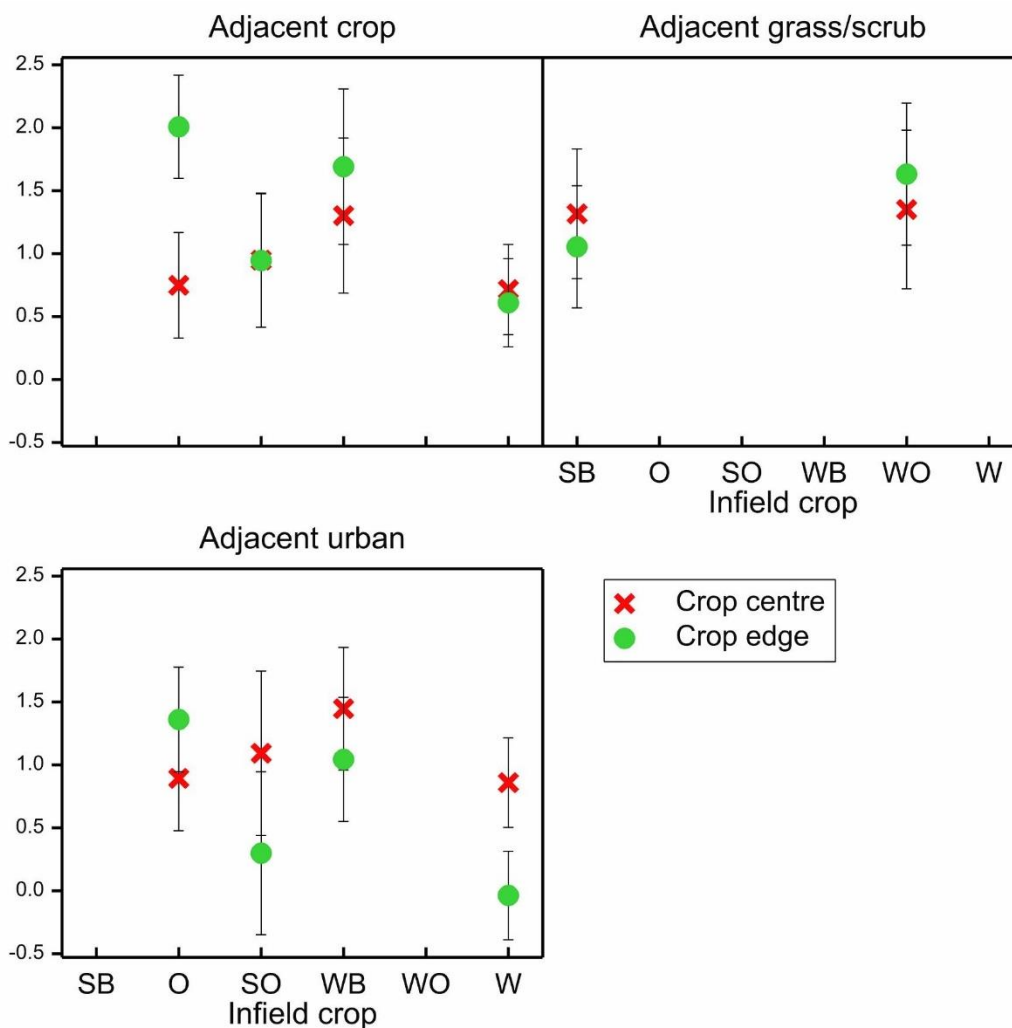 Adjacent crop
Adjacent grass/scrub
2.5
2.0
1.5
1.0
0.5
0.0
-0.5
SB O SO WB WO W
Infield crop
Adjacent urban
2.5
2.0
1.5
1.0
0.5
0.0
-0.5
SB O SO WB WO W
Infield crop
Crop centre
Crop edge